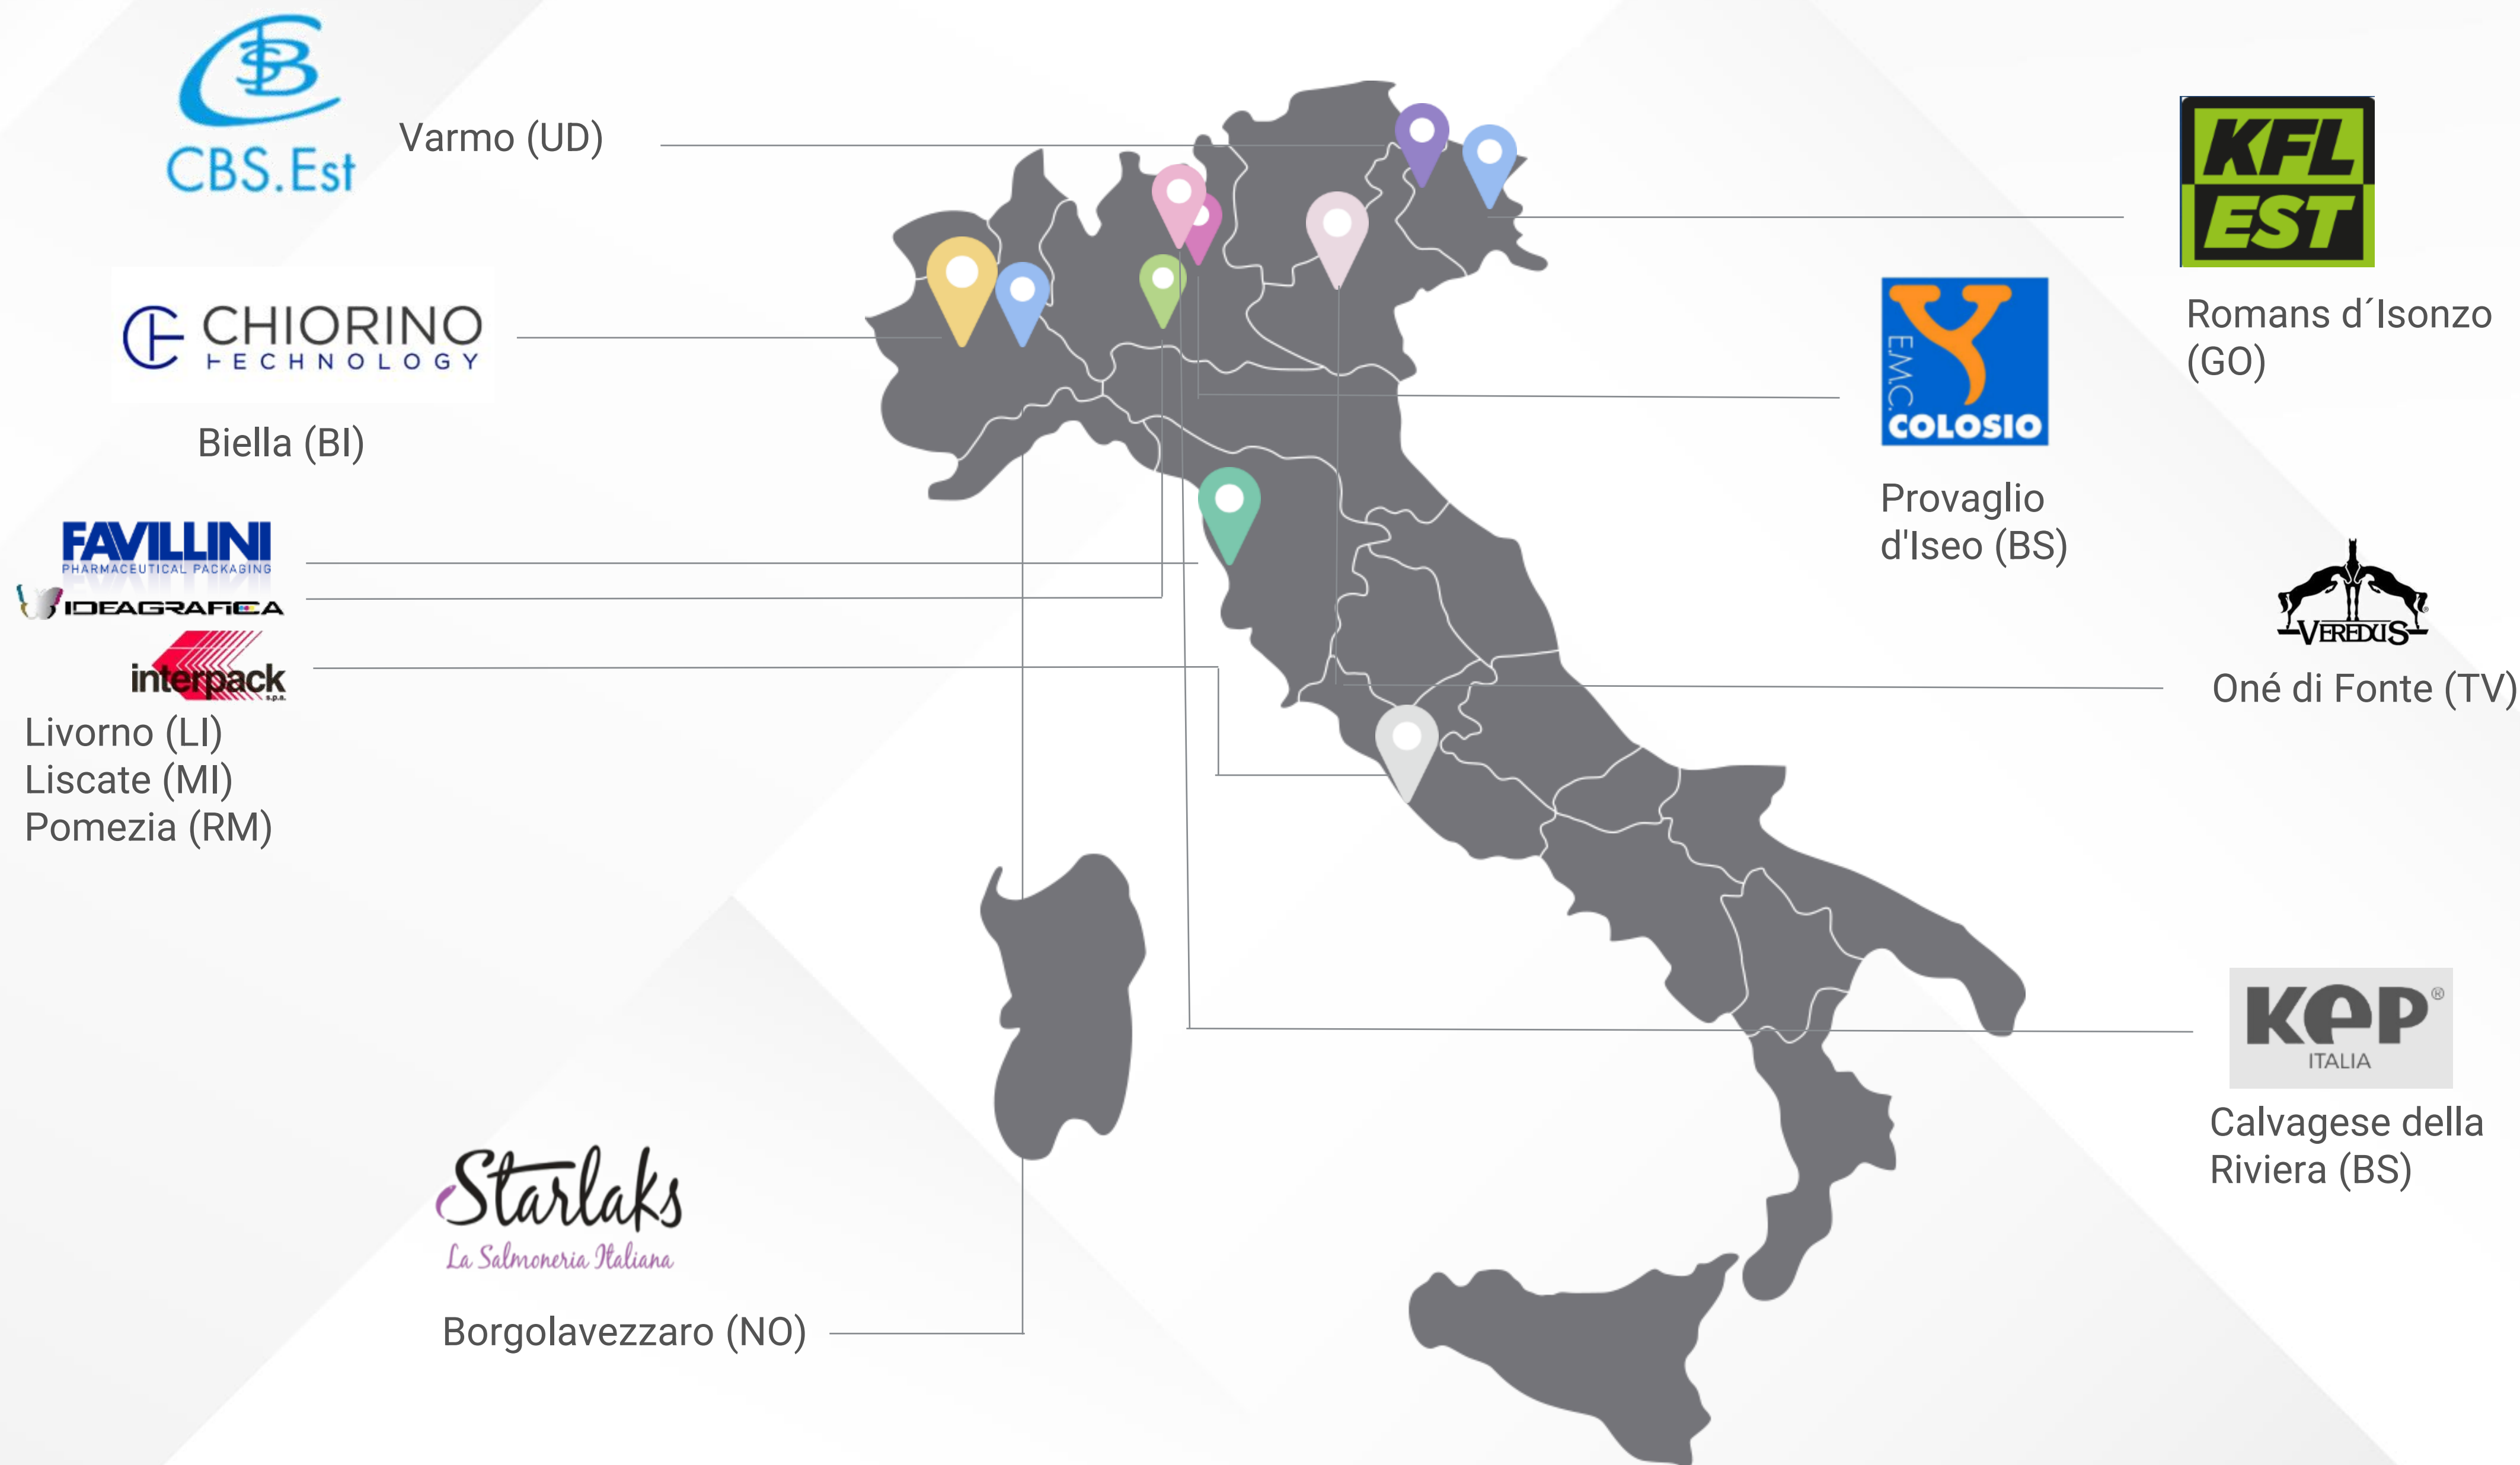 CBS.Est
Varmo (UD)
CHIORINO
TECHNOLOGY
Biella (BI)
FAVILLINI
PHARMACEUTICAL PACKAGING
IDEAGRAFICA
interpack
s.p.a.
Livorno (LI)
Liscate (MI)
Pomezia (RM)
Starlaks
La Salmoneria Italiana
Borgolavezzaro (NO)
KFL
EST
Romans d´Isonzo
(GO)
E.M.C.
COLOSIO
Provaglio
d'Iseo (BS)
VEREDUS
®
Oné di Fonte (TV)
KEP®
ITALIA
Calvagese della
Riviera (BS)